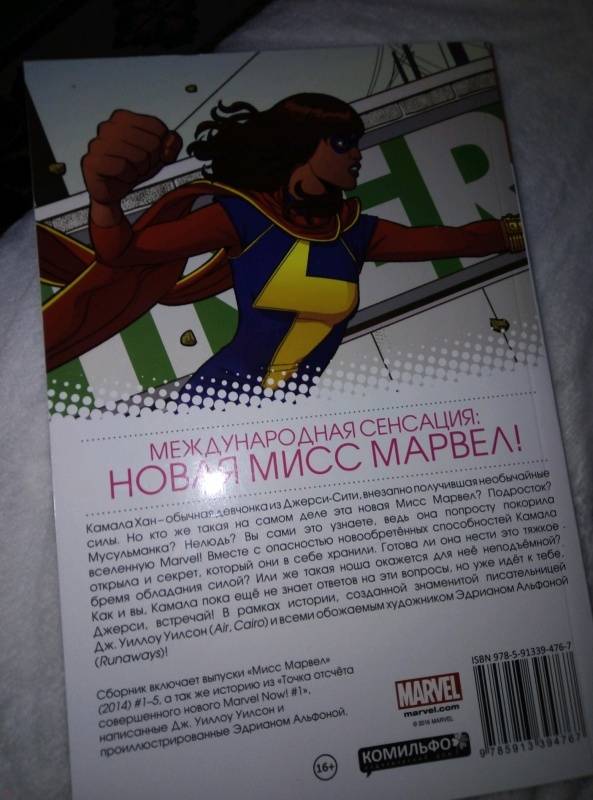 МЕЖДУНАРОДНАЯ СЕНСАЦИЯ:
НОВАЯ МИСС МАРВЕЛ!
Камала Хан – обычная девчонка из Джерси-Сити, внезапно получившая необычайные
силы. Но кто же такая на самом деле эта новая Мисс Марвел? Подросток?
Мусульманка? Нелюдь? Вы сами это узнаете, ведь она попросту покорила
вселенную Marvel! Вместе с опасностью новообретённых способностей Камала
открыла и секрет, который они в себе хранили. Готова ли она нести это тяжкое
бремя обладания силой? Или же такая ноша окажется для неё неподъёмной?
Как и вы, Камала пока ещё не знает ответов на эти вопросы, но уже идёт к тебе,
Джерси, встречай! В рамках истории, созданной знаменитой писательницей
Дж. Уиллоу Уилсон (Air, Cairo) и всеми обожаемым художником Эдрианом Альфоной
(Runaways)!
Сборник включает выпуски «Мисс Марвел»
(2014) #1–5, а так же историю из «Точка отсчёта
совершенного нового Marvel Now! #1»,
написанные Дж. Уиллоу Уилсон и
проиллюстрированные Эдрианом Альфоной.
16+
MARVEL
marvel.com
© 2016 MARVEL
КОМИЛЬФО
ISBN 978-5-91339-476-7
9 785913 394767